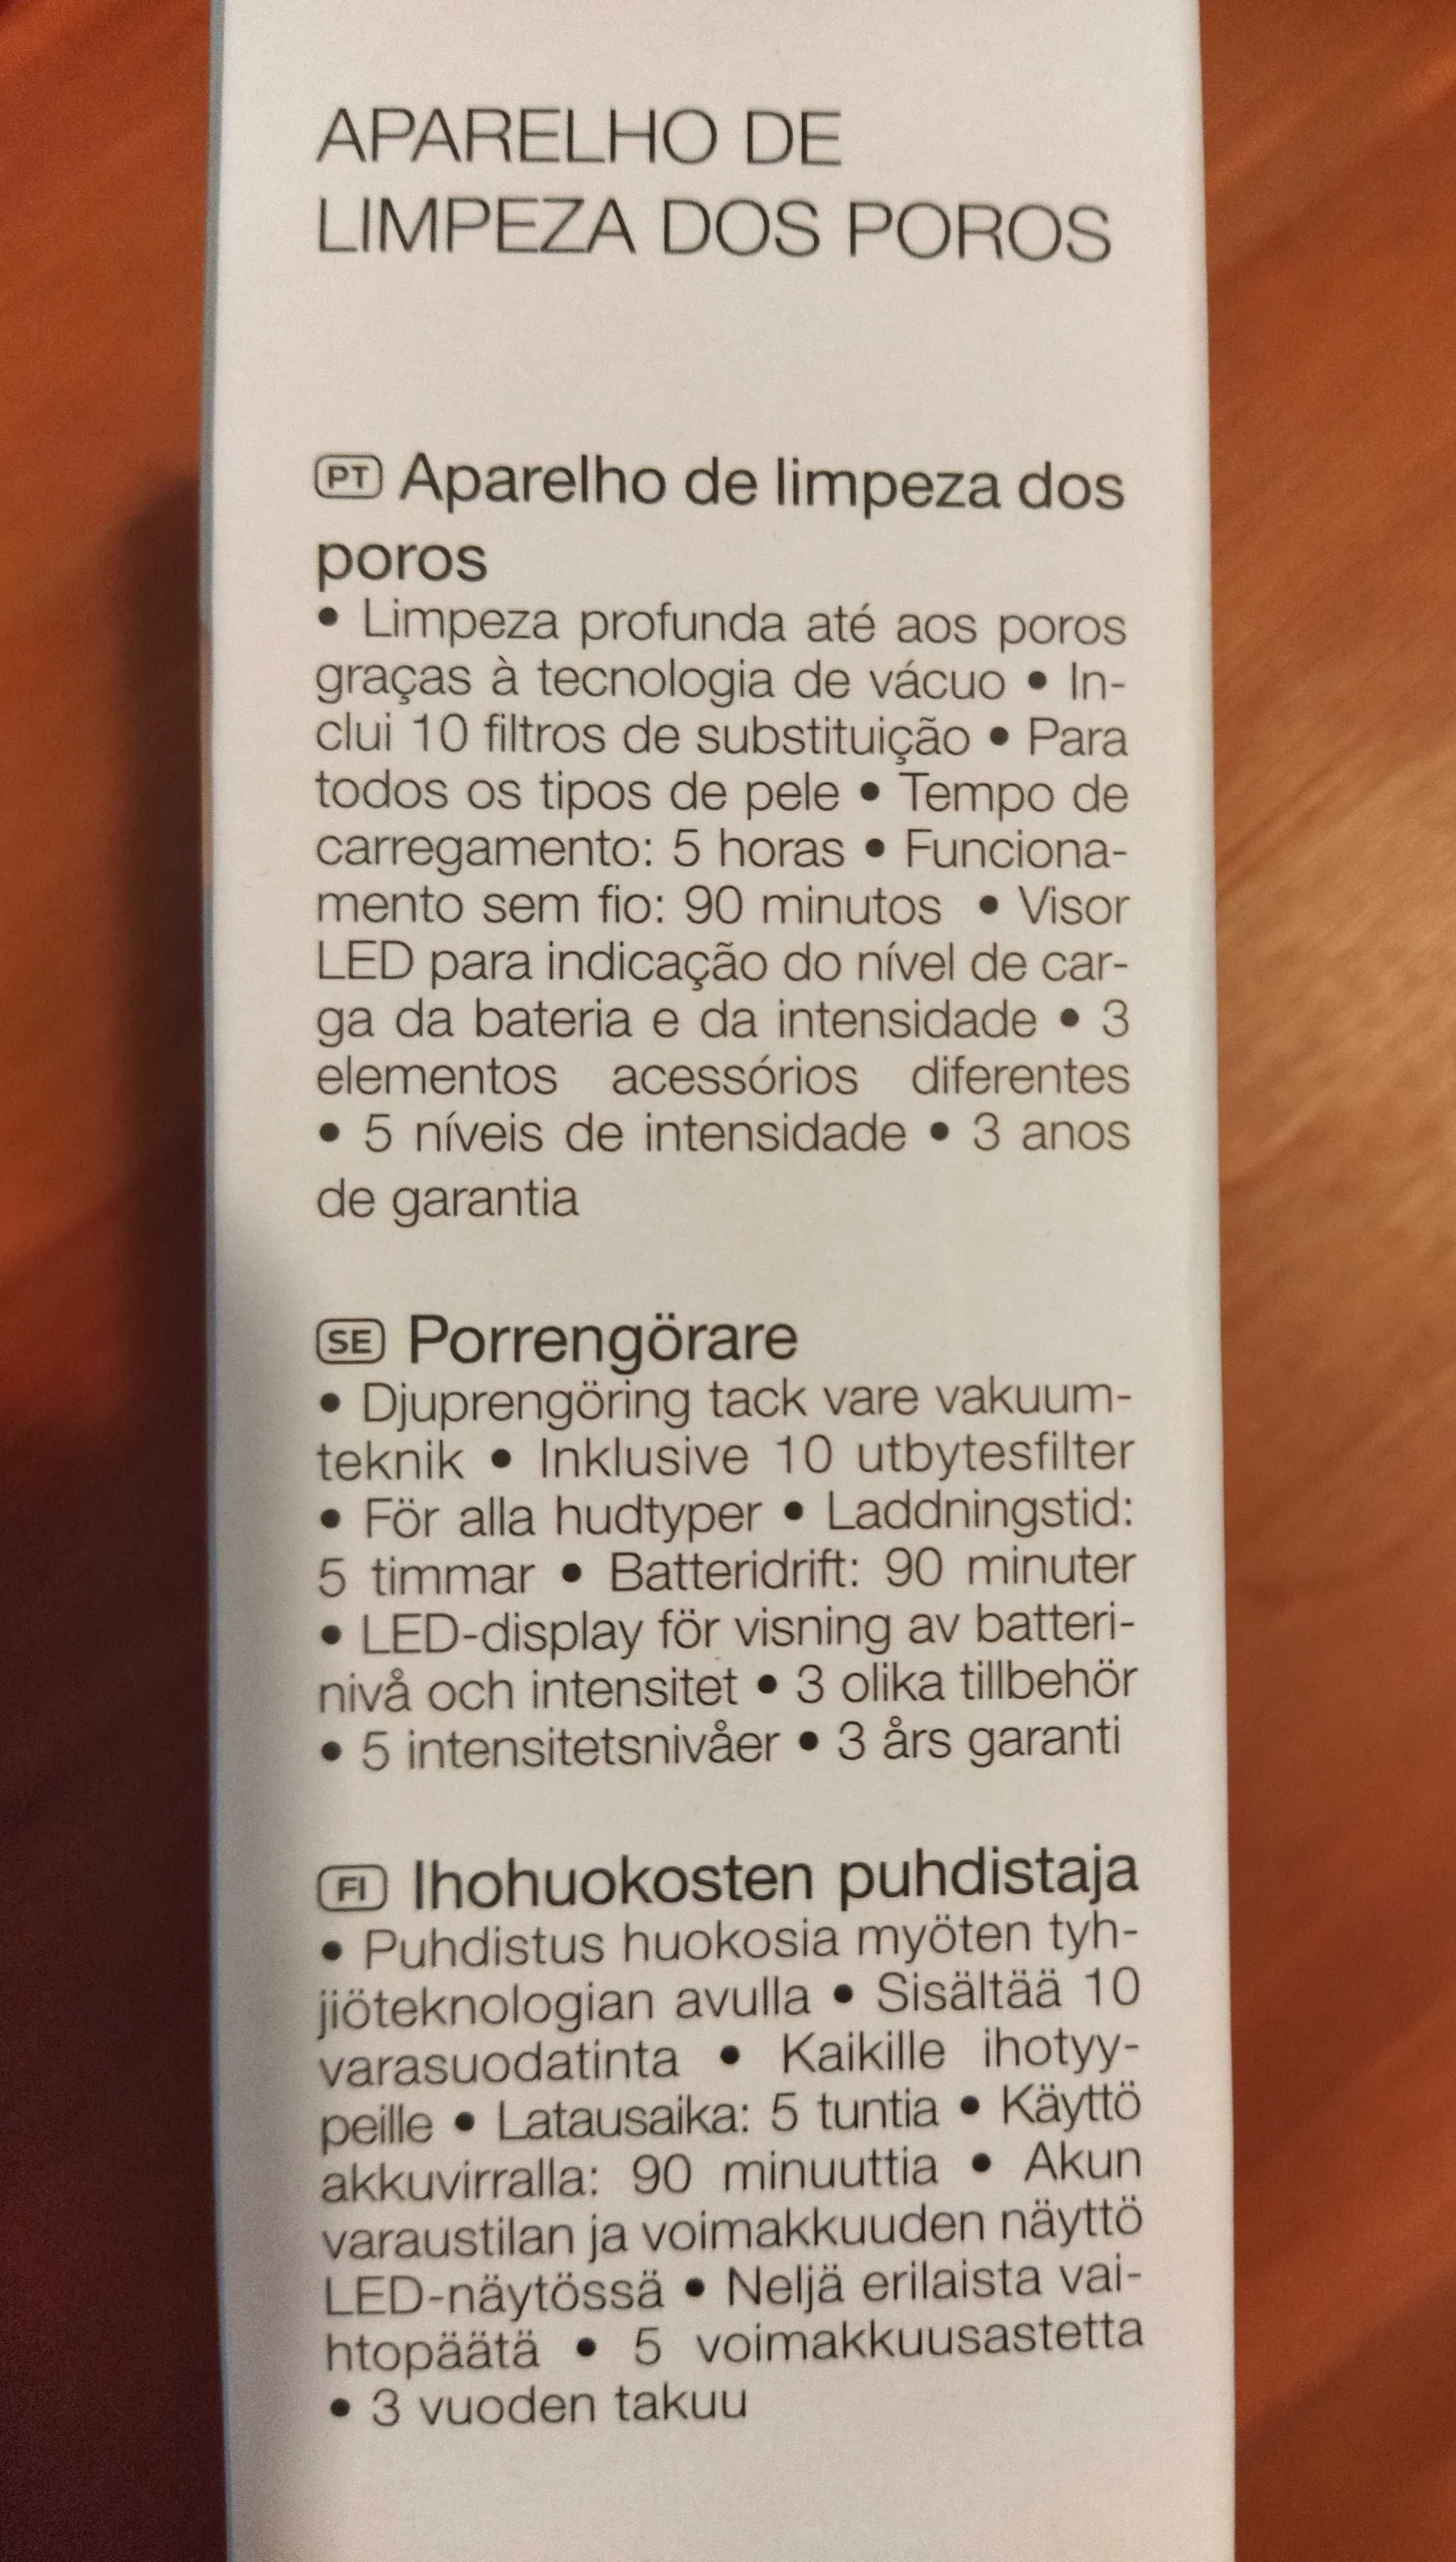 APARELHO DE
LIMPEZA DOS POROS
PT Aparelho de limpeza dos
poros
• Limpeza profunda até aos poros
graças à tecnologia de vácuo • In-
clui 10 filtros de substituição • Para
todos os tipos de pele • Tempo de
carregamento: 5 horas • Funciona-
mento sem fio: 90 minutos • Visor
LED para indicação do nível de car-
ga da bateria e da intensidade • 3
elementos acessórios diferentes
• 5 níveis de intensidade • 3 anos
de garantia
SE Porrengörare
• Djuprengöring tack vare vakuum-
teknik • Inklusive 10 utbytesfilter
• För alla hudtyper • Laddningstid:
5 timmar • Batteridrift: 90 minuter
• LED-display för visning av batteri-
nivå och intensitet • 3 olika tillbehör
• 5 intensitetsnivåer • 3 års garanti
FI Ihohuokosten puhdistaja
• Puhdistus huokosia myöten tyh-
jiöteknologian avulla • Sisältää 10
varasuodatinta • Kaikille ihotyy-
peille • Latausaika: 5 tuntia • Käyttö
akkuvirralla: 90 minuuttia • Akun
varaustilan ja voimakkuuden näyttö
LED-näytössä • Neljä erilaista vai-
htopäätä • 5 voimakkuusastetta
• 3 vuoden takuu